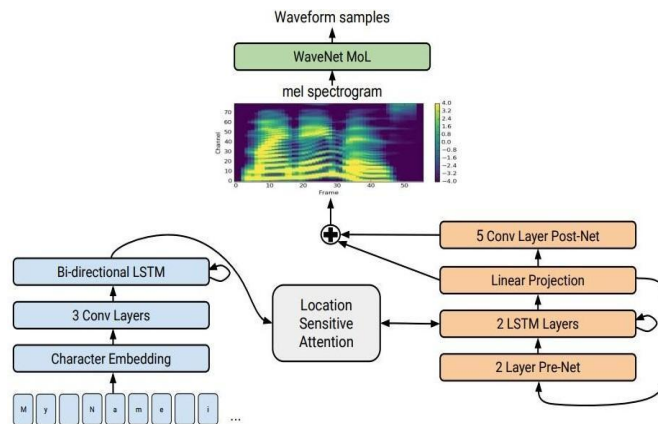 Waveform samples
WaveNet MoL
mel spectrogram
Channel
70
60
50
40
30
20
10
0
0 10 20 30 40 50
Frame
4.0
3.2
2.4
1.6
0.8
0.0
−0.8
−1.6
−2.4
−3.2
−4.0
5 Conv Layer Post-Net
Bi-directional LSTM
Linear Projection
3 Conv Layers
Location
Sensitive
Attention
2 LSTM Layers
Character Embedding
2 Layer Pre-Net
M y N a m e i ...